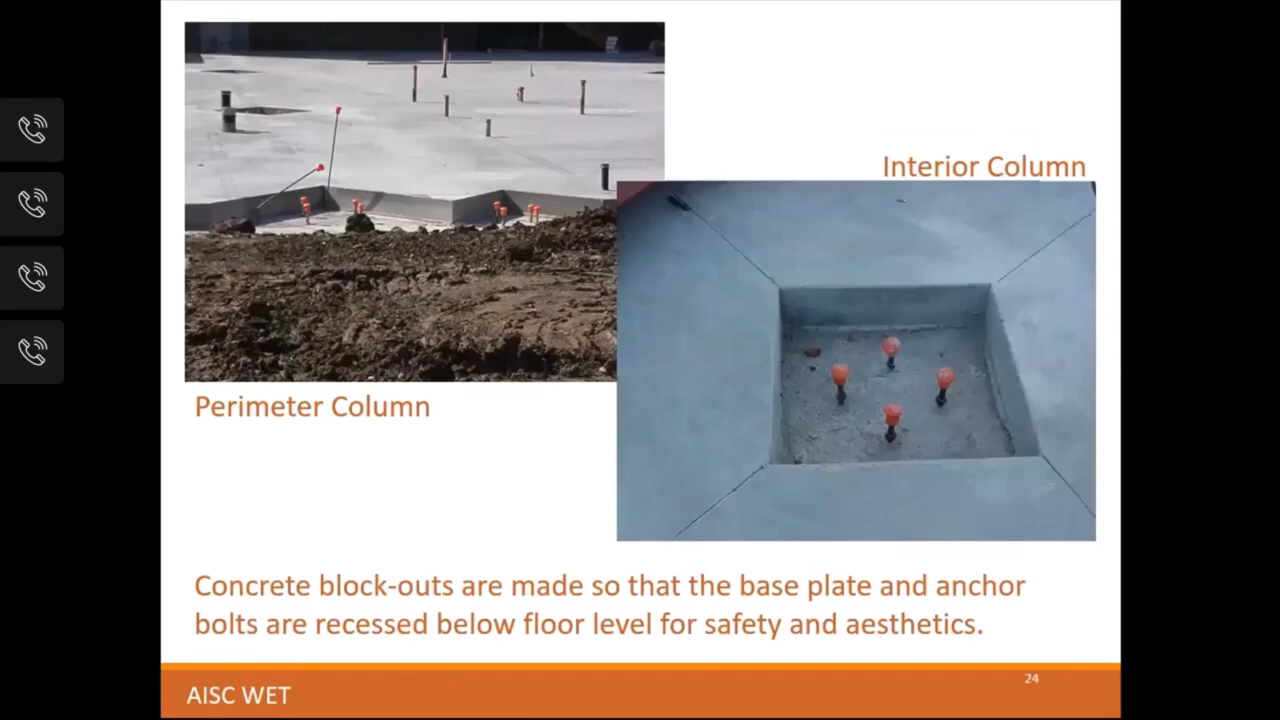 Interior Column
Perimeter Column
Concrete block-outs are made so that the base plate and anchor
bolts are recessed below floor level for safety and aesthetics.
24
AISC WET